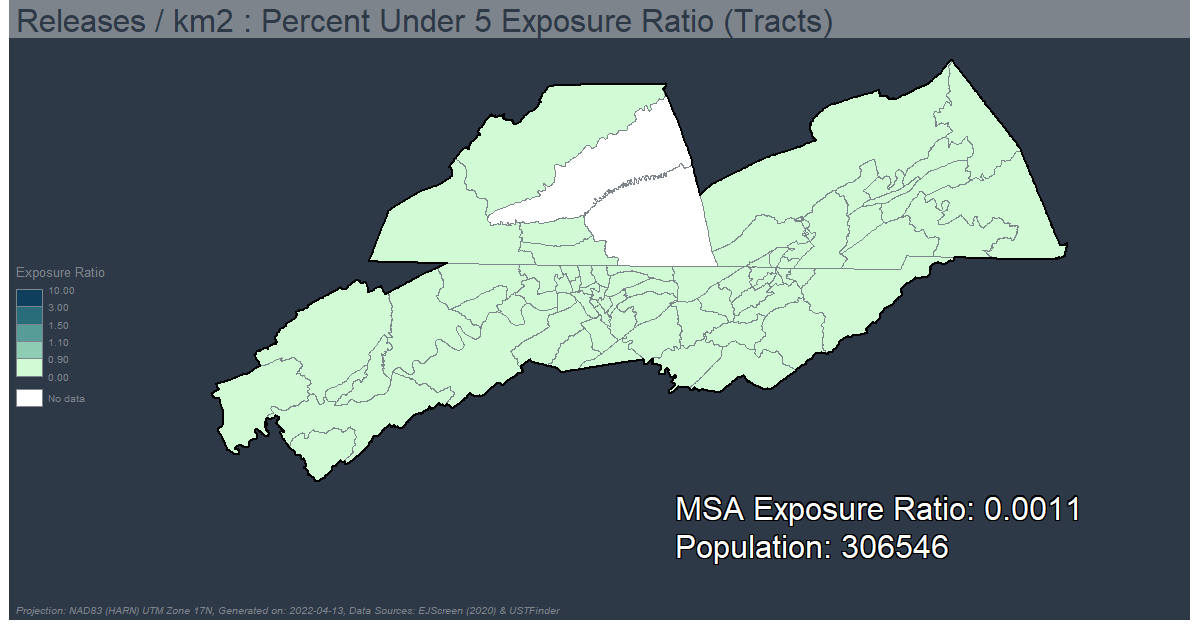 Releases / km2 : Percent Under 5 Exposure Ratio (Tracts)
Exposure Ratio
10.00
3.00
1.50
1.10
0.90
0.00
No data
MSA Exposure Ratio: 0.0011
Population: 306546
Projection: NAD83 (HARN) UTM Zone 17N, Generated on: 2022-04-13, Data Sources: EJScreen (2020) & USTFinder